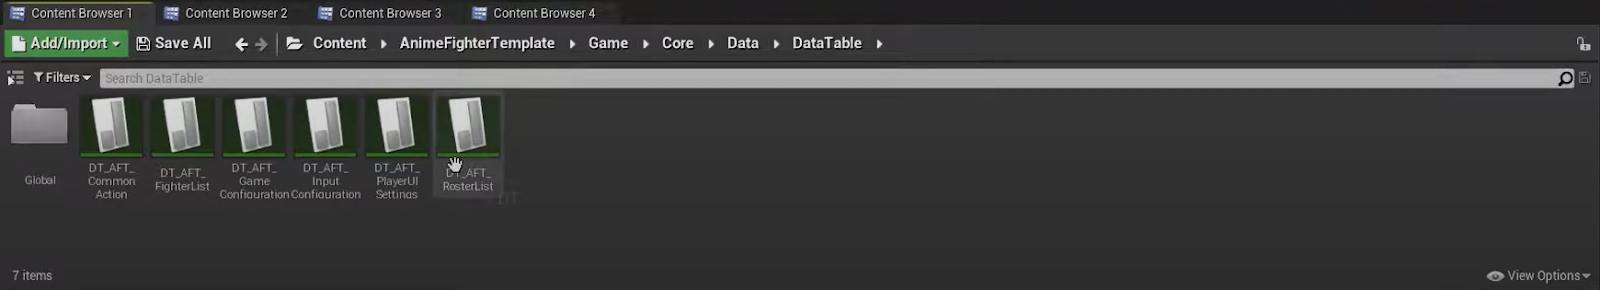 Content Browser 1 Content Browser 2 Content Browser 3 Content Browser 4
Add/Import Save All Content AnimeFighterTemplate Game Core Data DataTable
Filters Search DataTable
Global
DT_AFT_
Common
Action
DT_AFT_
FighterList
DT_AFT_
Game
Configuration
DT_AFT_
Input
Configuration
DT_AFT_
PlayerUI
Settings
DT_AFT_
RosterList
7 items View Options